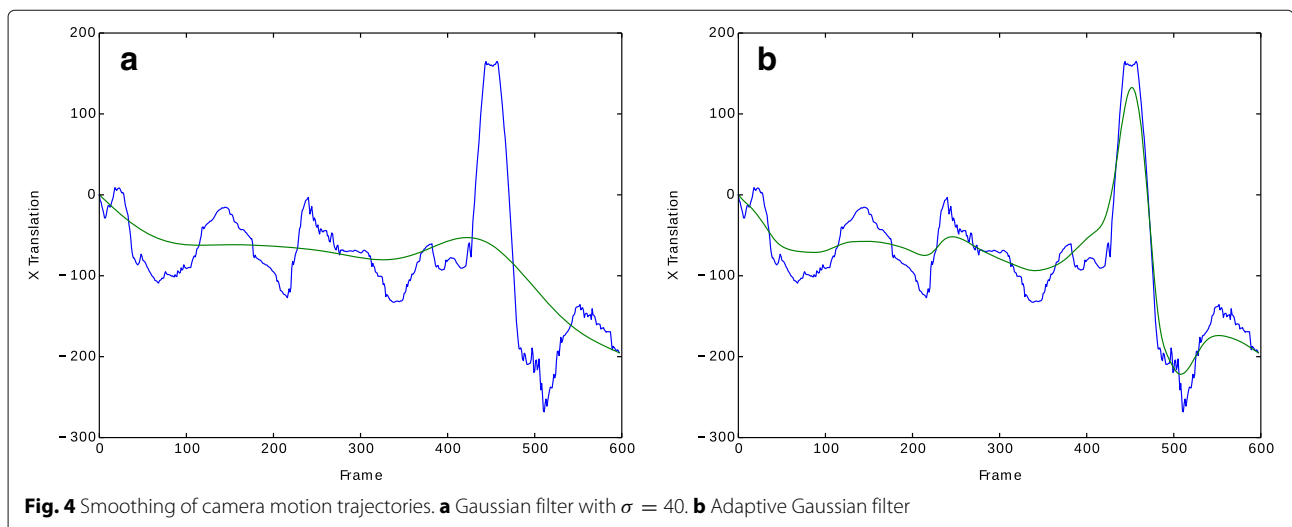 a
200
100
0
−100
−200
−300
X Translation
0 100 200 300 400 500 600
Frame
b
200
100
0
−100
−200
−300
X Translation
0 100 200 300 400 500 600
Frame
Fig. 4 Smoothing of camera motion trajectories. a Gaussian filter with σ = 40. b Adaptive Gaussian filter